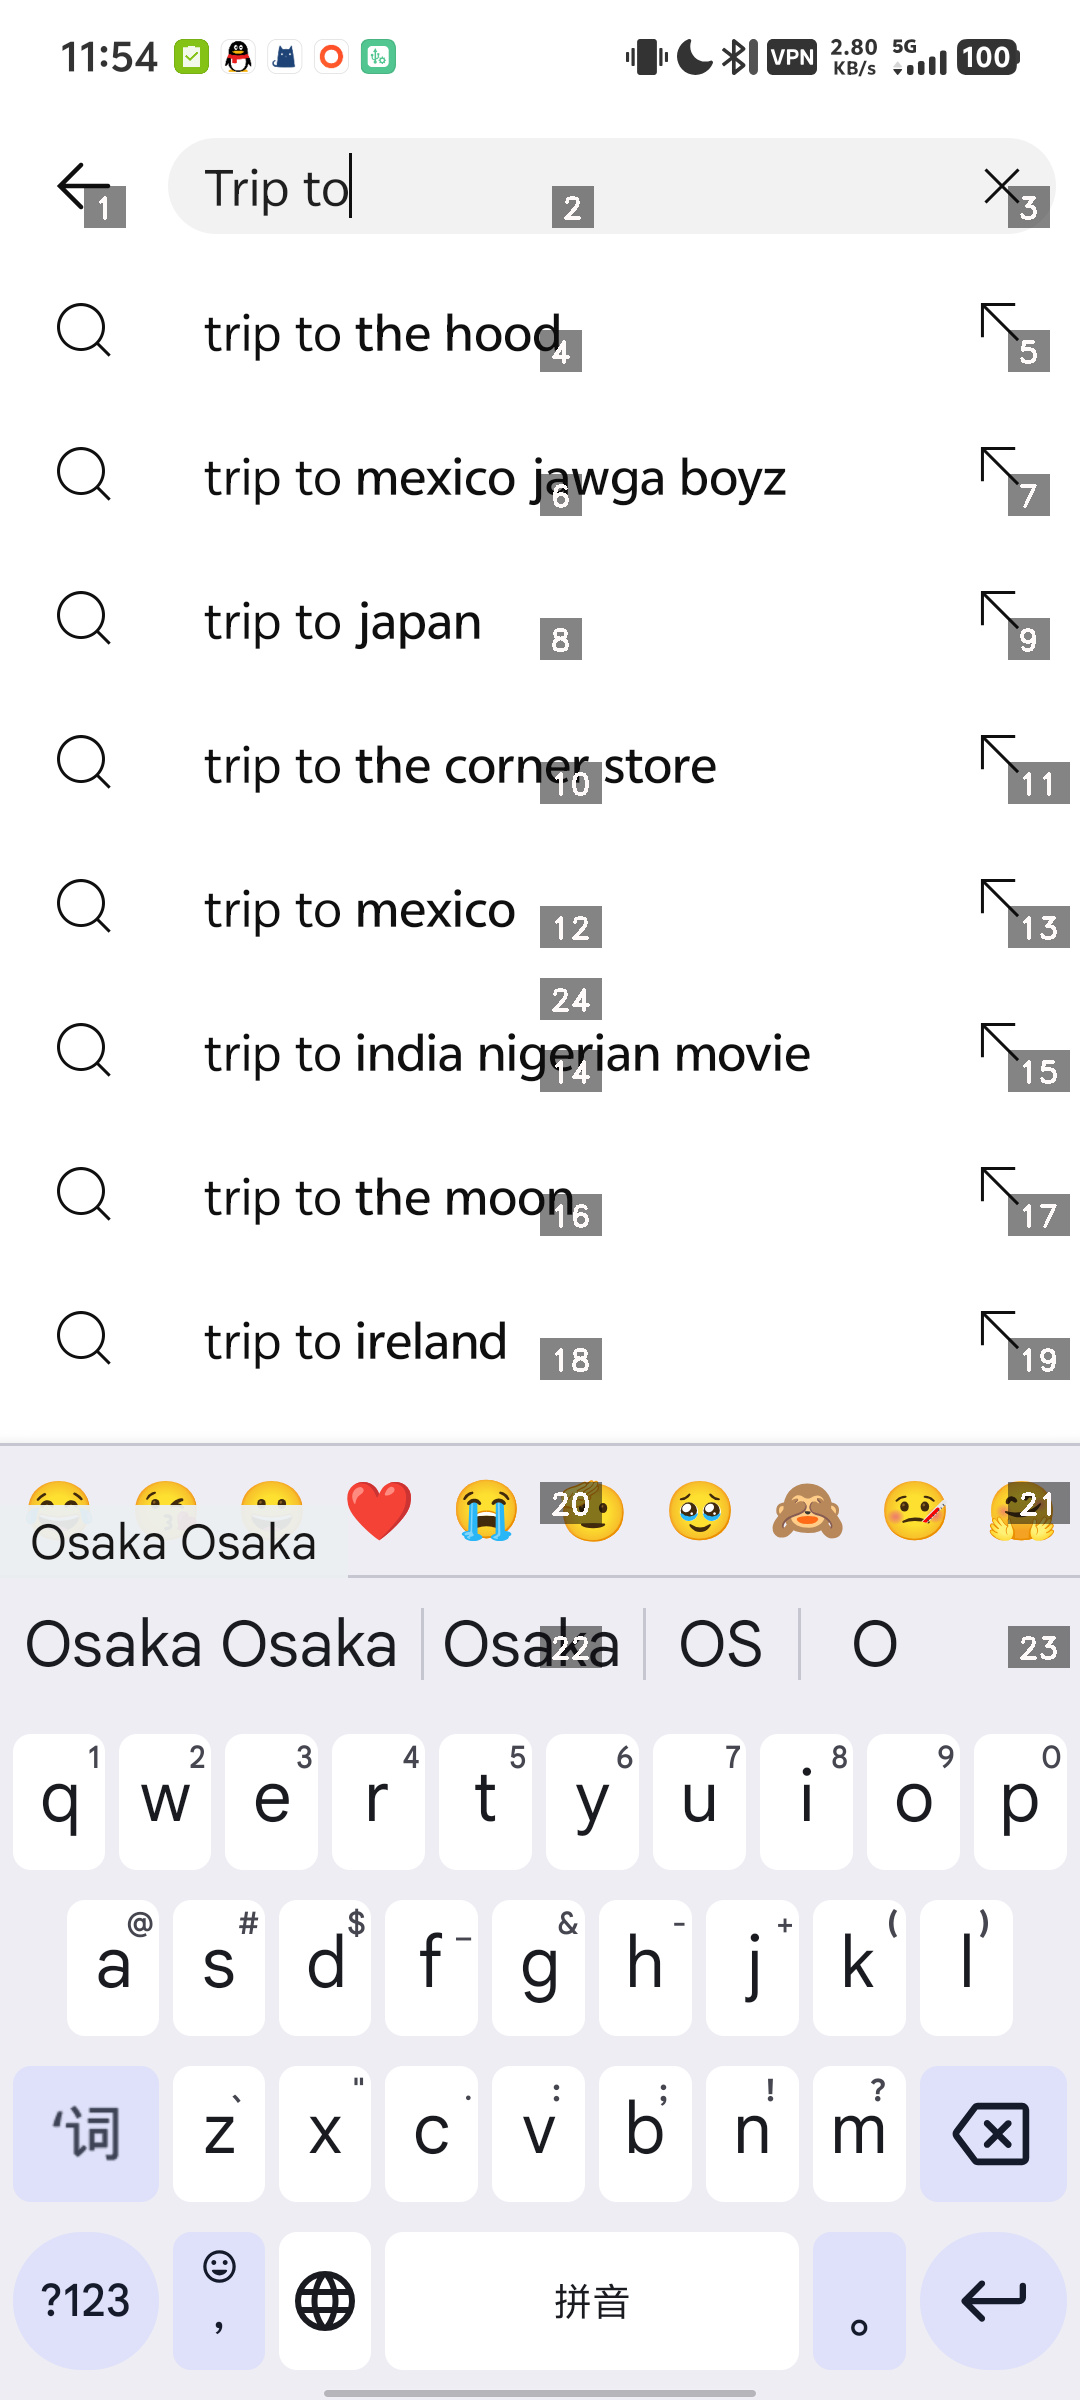 11:54 VPN 2.80 KB/s 5G 100
Trip to
1 2 3
trip to the hood
4 5
trip to mexico jawga boyz
6 7
trip to japan
8 9
trip to the corner store
10 11
trip to mexico
12 13
24
trip to india nigerian movie
14 15
trip to the moon
16 17
trip to ireland
18 19
20 21
Osaka Osaka
Osaka Osaka Osaka OS O
22 23
1 2 3 4 5 6 7 8 9 0
q w e r t y u i o p
@ # $ _ & - + ( )
a s d f g h j k l
、 " . : ; ! ?
'词 z x c v b n m
?123 , 拼音 。